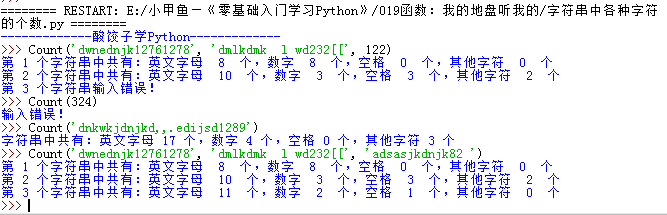 ======== RESTART: E:/小甲鱼－《零基础入门学习Python》/019函数：我的地盘听我的/字符串中各种字符
的个数.py ========
-------------酸饺子学Python-------------
>>> Count('dwnednjk12761278', 'dmlkdmk  l wd232[[', 122)
第 1 个字符串中共有：英文字母  8  个，数字  8  个，空格  0  个，其他字符  0  个
第 2 个字符串中共有：英文字母  10  个，数字  3  个，空格  3  个，其他字符  2  个
第 3 个字符串输入错误！
>>> Count(324)
输入错误！
>>> Count('dnkwkjdnjkd,,.edijsd1289')
字符串中共有：英文字母 17 个，数字 4 个，空格 0 个，其他字符 3 个
>>> Count('dwnednjk12761278', 'dmlkdmk  l wd232[[', 'adsasjkdnjk82 ')
第 1 个字符串中共有：英文字母  8  个，数字  8  个，空格  0  个，其他字符  0  个
第 2 个字符串中共有：英文字母  10  个，数字  3  个，空格  3  个，其他字符  2  个
第 3 个字符串中共有：英文字母  11  个，数字  2  个，空格  1  个，其他字符  0  个
>>>